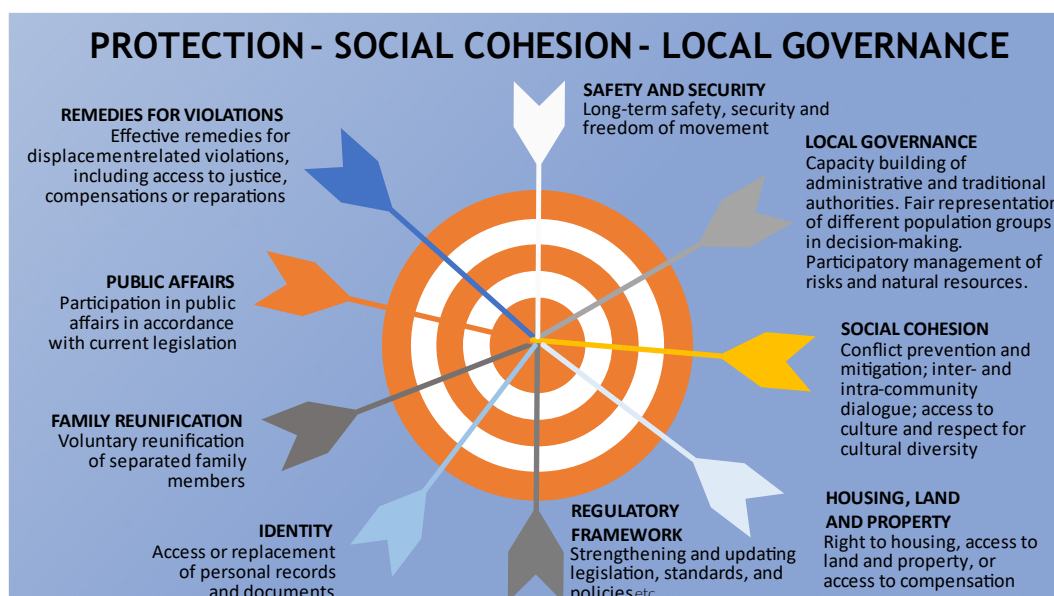 PROTECTION - SOCIAL COHESION - LOCAL GOVERNANCE
SAFETY AND SECURITY
Long-term safety, security and
freedom of movement
REMEDIES FOR VIOLATIONS
Effective remedies for
displacement-related violations,
including access to justice,
compensations or reparations
LOCAL GOVERNANCE
Capacity building of
administrative and traditional
authorities. Fair representation
of different population groups
in decision-making.
Participatory management of
risks and natural resources.
PUBLIC AFFAIRS
Participation in public
affairs in accordance
with current legislation
SOCIAL COHESION
Conflict prevention and
mitigation; inter- and
intra-community
dialogue; access to
culture and respect for
cultural diversity
FAMILY REUNIFICATION
Voluntary reunification
of separated family
members
HOUSING, LAND
AND PROPERTY
Right to housing, access to
land and property, or
access to compensation
REGULATORY
FRAMEWORK
Strengthening and updating
legislation, standards, and
policies etc
IDENTITY
Access or replacement
of personal records
and documents